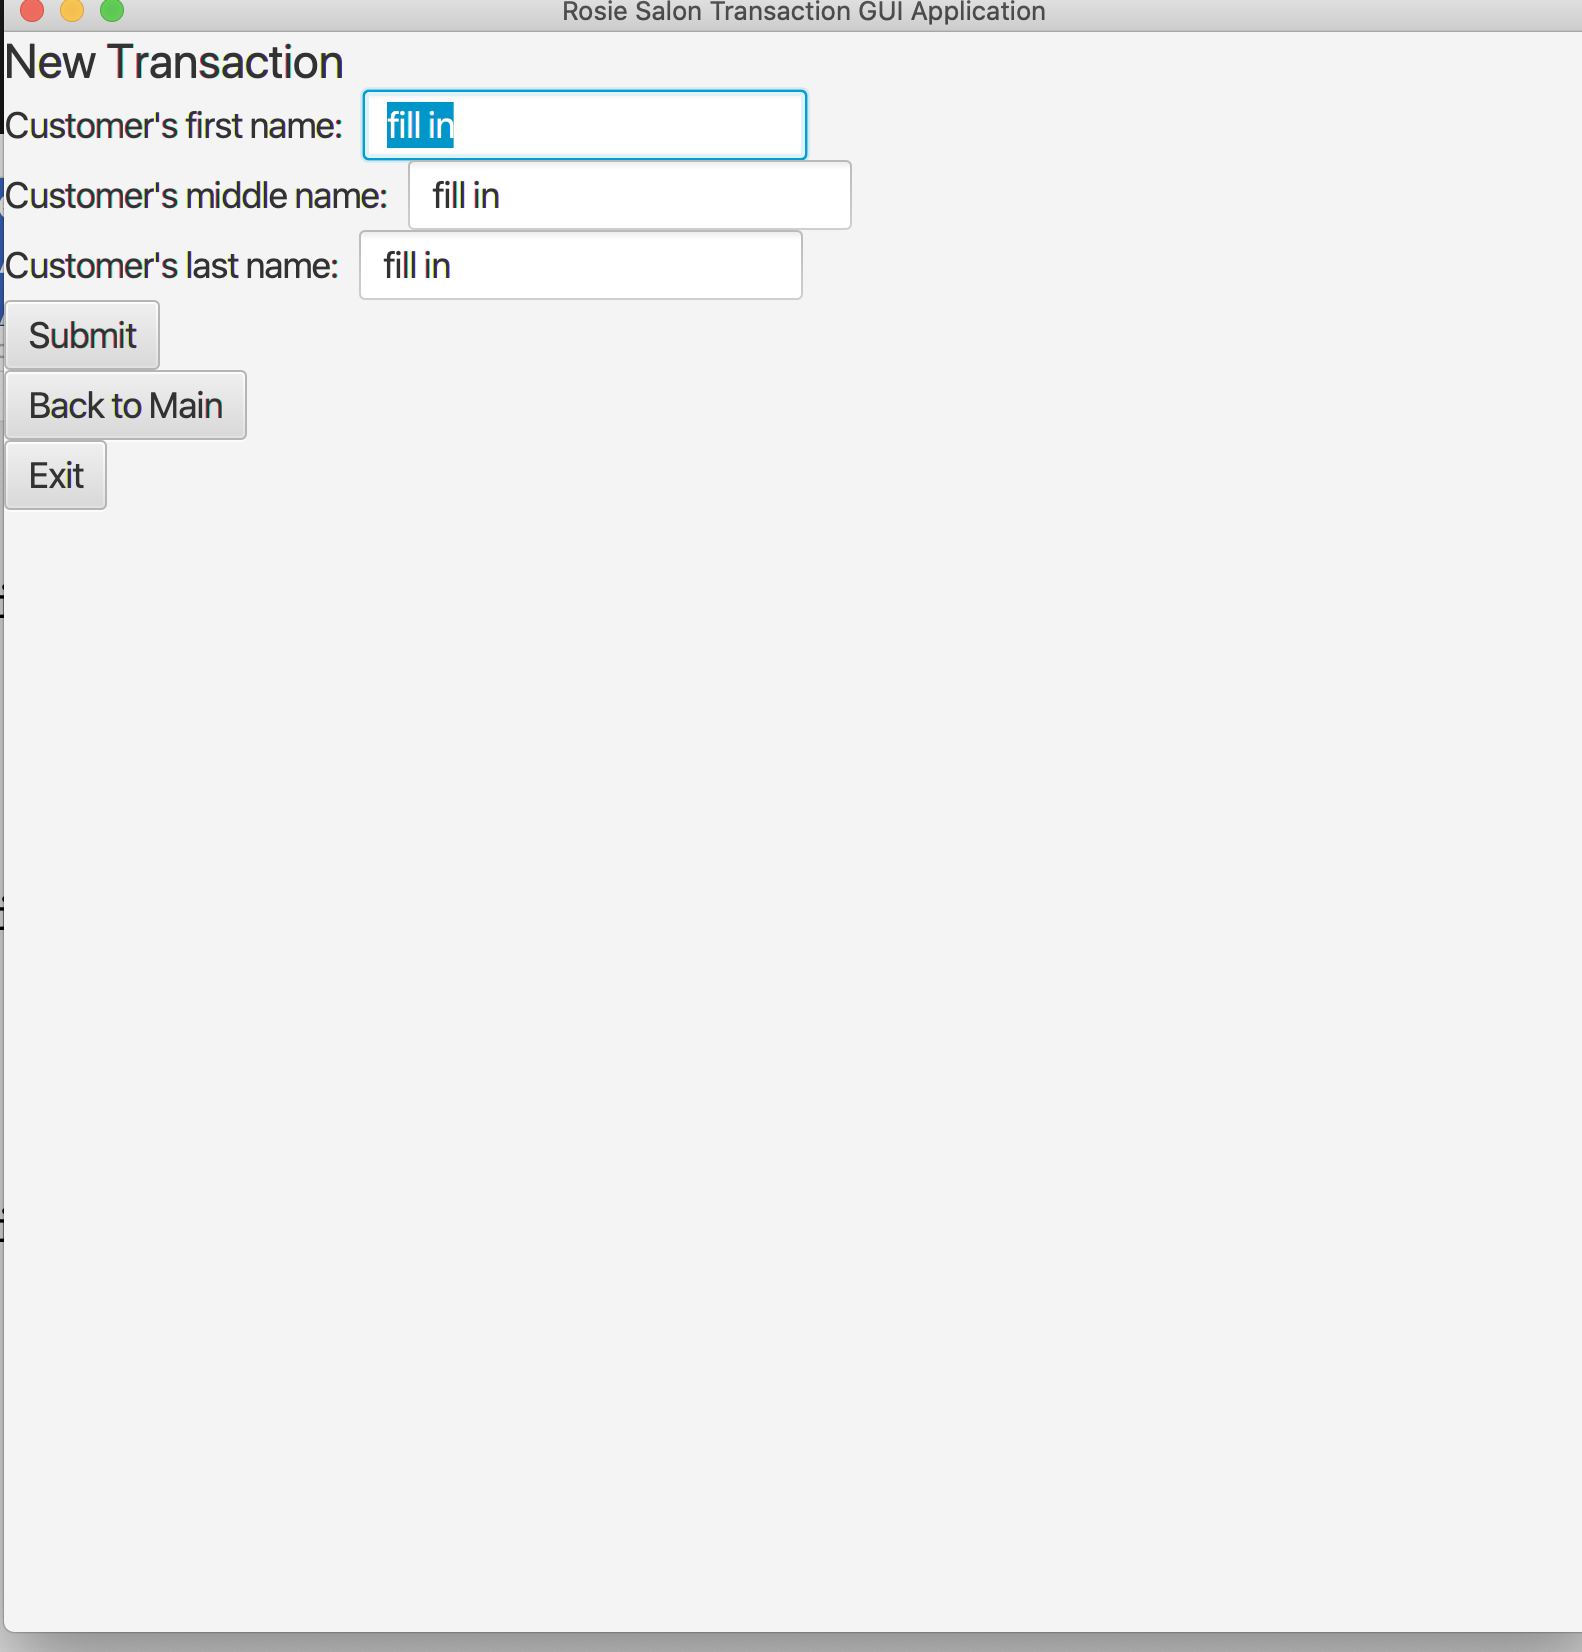 Rosie Salon Transaction GUI Application
New Transaction
Customer's first name: fill in
Customer's middle name: fill in
Customer's last name: fill in
Submit
Back to Main
Exit